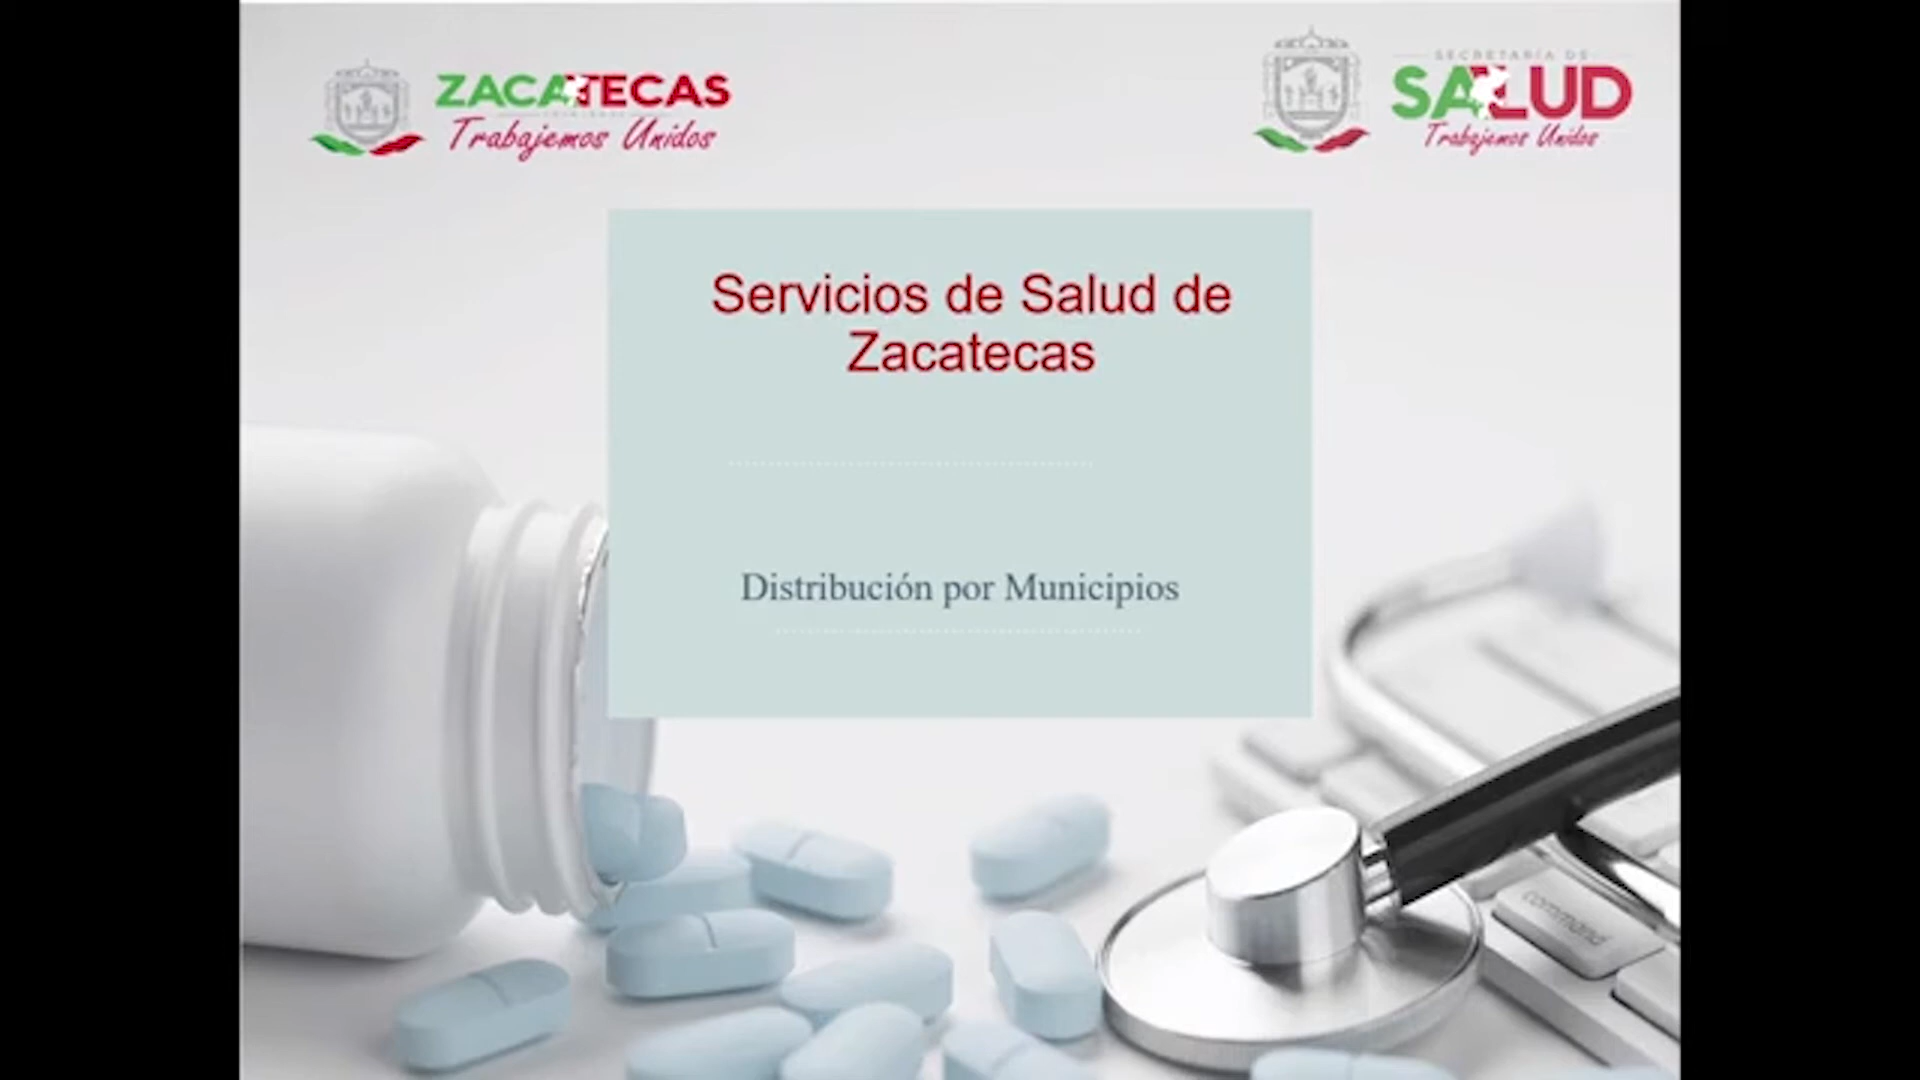 ZACATECAS
Trabajemos Unidos
SECRETARÍA DE
SALUD
Trabajemos Unidos
Servicios de Salud de
Zacatecas
Distribución por Municipios
command